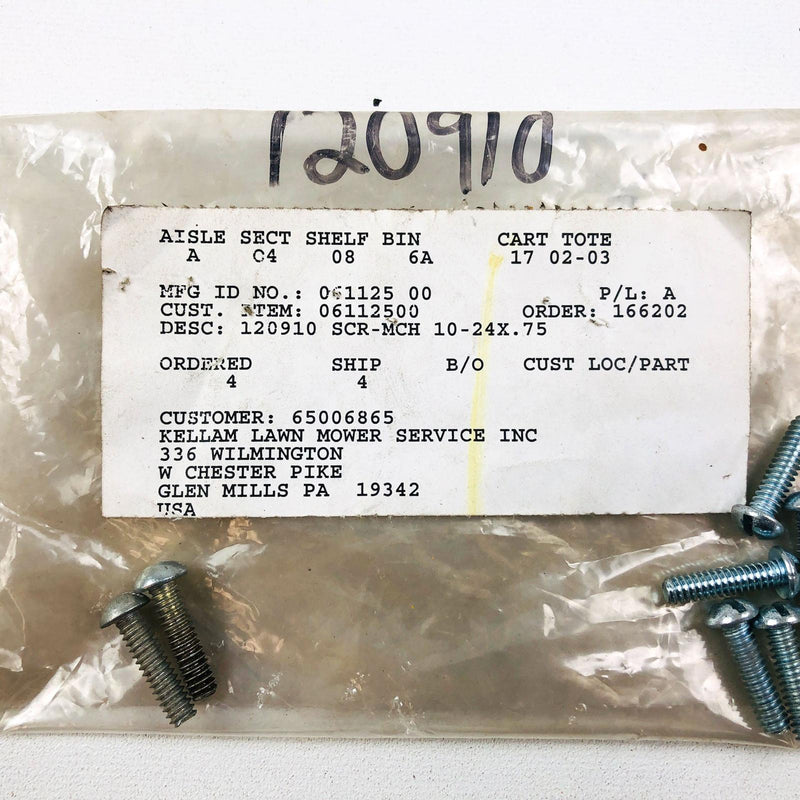 120910
AISLE SECT SHELF BIN CART TOTE
A 04 08 6A 17 02-03
MFG ID NO.: 061125 00 P/L: A
CUST. ITEM: 06112500 ORDER: 166202
DESC: 120910 SCR-MCH 10-24X.75
ORDERED SHIP B/O CUST LOC/PART
4 4
CUSTOMER: 65006865
KELLAM LAWN MOWER SERVICE INC
336 WILMINGTON
W CHESTER PIKE
GLEN MILLS PA 19342
USA